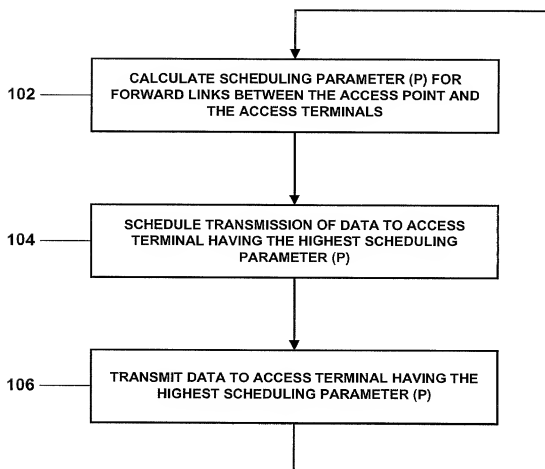 102
CALCULATE SCHEDULING PARAMETER (P) FOR
FORWARD LINKS BETWEEN THE ACCESS POINT AND
THE ACCESS TERMINALS
104
SCHEDULE TRANSMISSION OF DATA TO ACCESS
TERMINAL HAVING THE HIGHEST SCHEDULING
PARAMETER (P)
106
TRANSMIT DATA TO ACCESS TERMINAL HAVING THE
HIGHEST SCHEDULING PARAMETER (P)